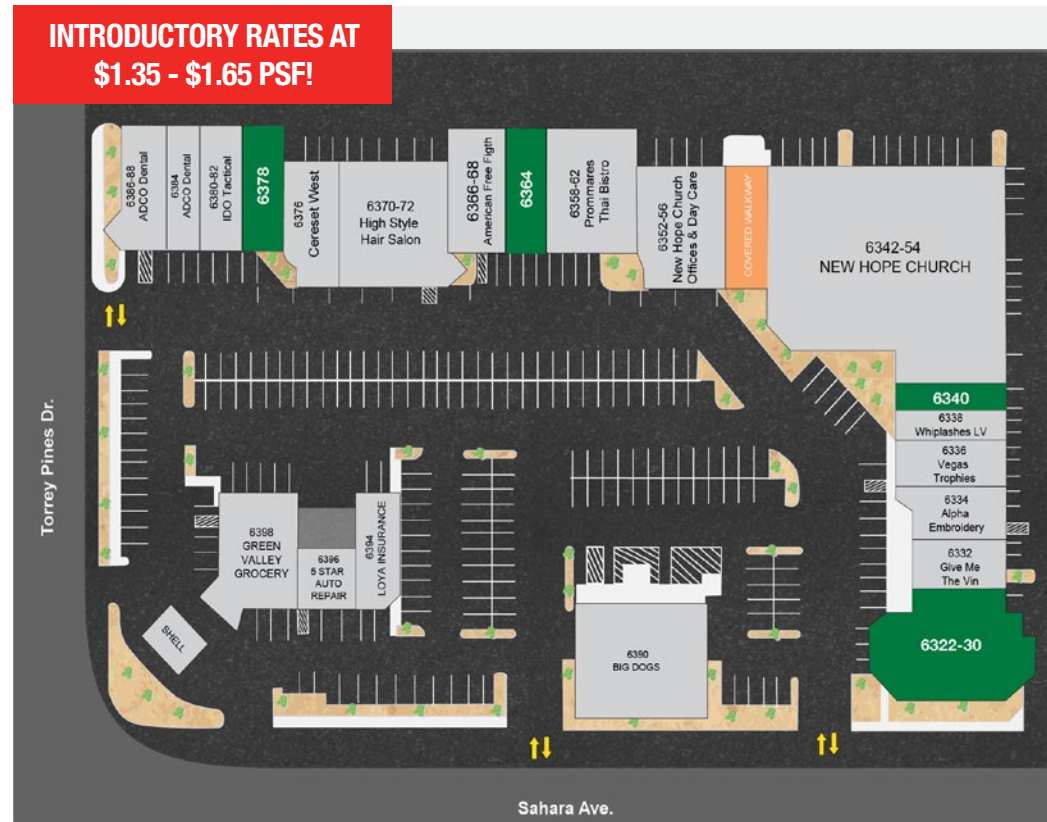 INTRODUCTORY RATES AT
$1.35 - $1.65 PSF!
6386-88
ADCO Dental
6384
ADCO Dental
6380-82
IDO Tactical
6378
6376
Cereset West
6370-72
High Style
Hair Salon
6366-68
American Free Figth
6364
6358-62
Prommares
Thai Bistro
6352-56
New Hope Church
Offices & Day Care
COVERED WALKWAY
6342-54
NEW HOPE CHURCH
6340
6338
Whiplashes LV
6336
Vegas
Trophies
6334
Alpha
Embroidery
6332
Give Me
The Vin
6322-30
Torrey Pines Dr.
6398
GREEN
VALLEY
GROCERY
6396
5 STAR
AUTO
REPAIR
6394
LOYA INSURANCE
SHELL
6390
BIG DOGS
Sahara Ave.